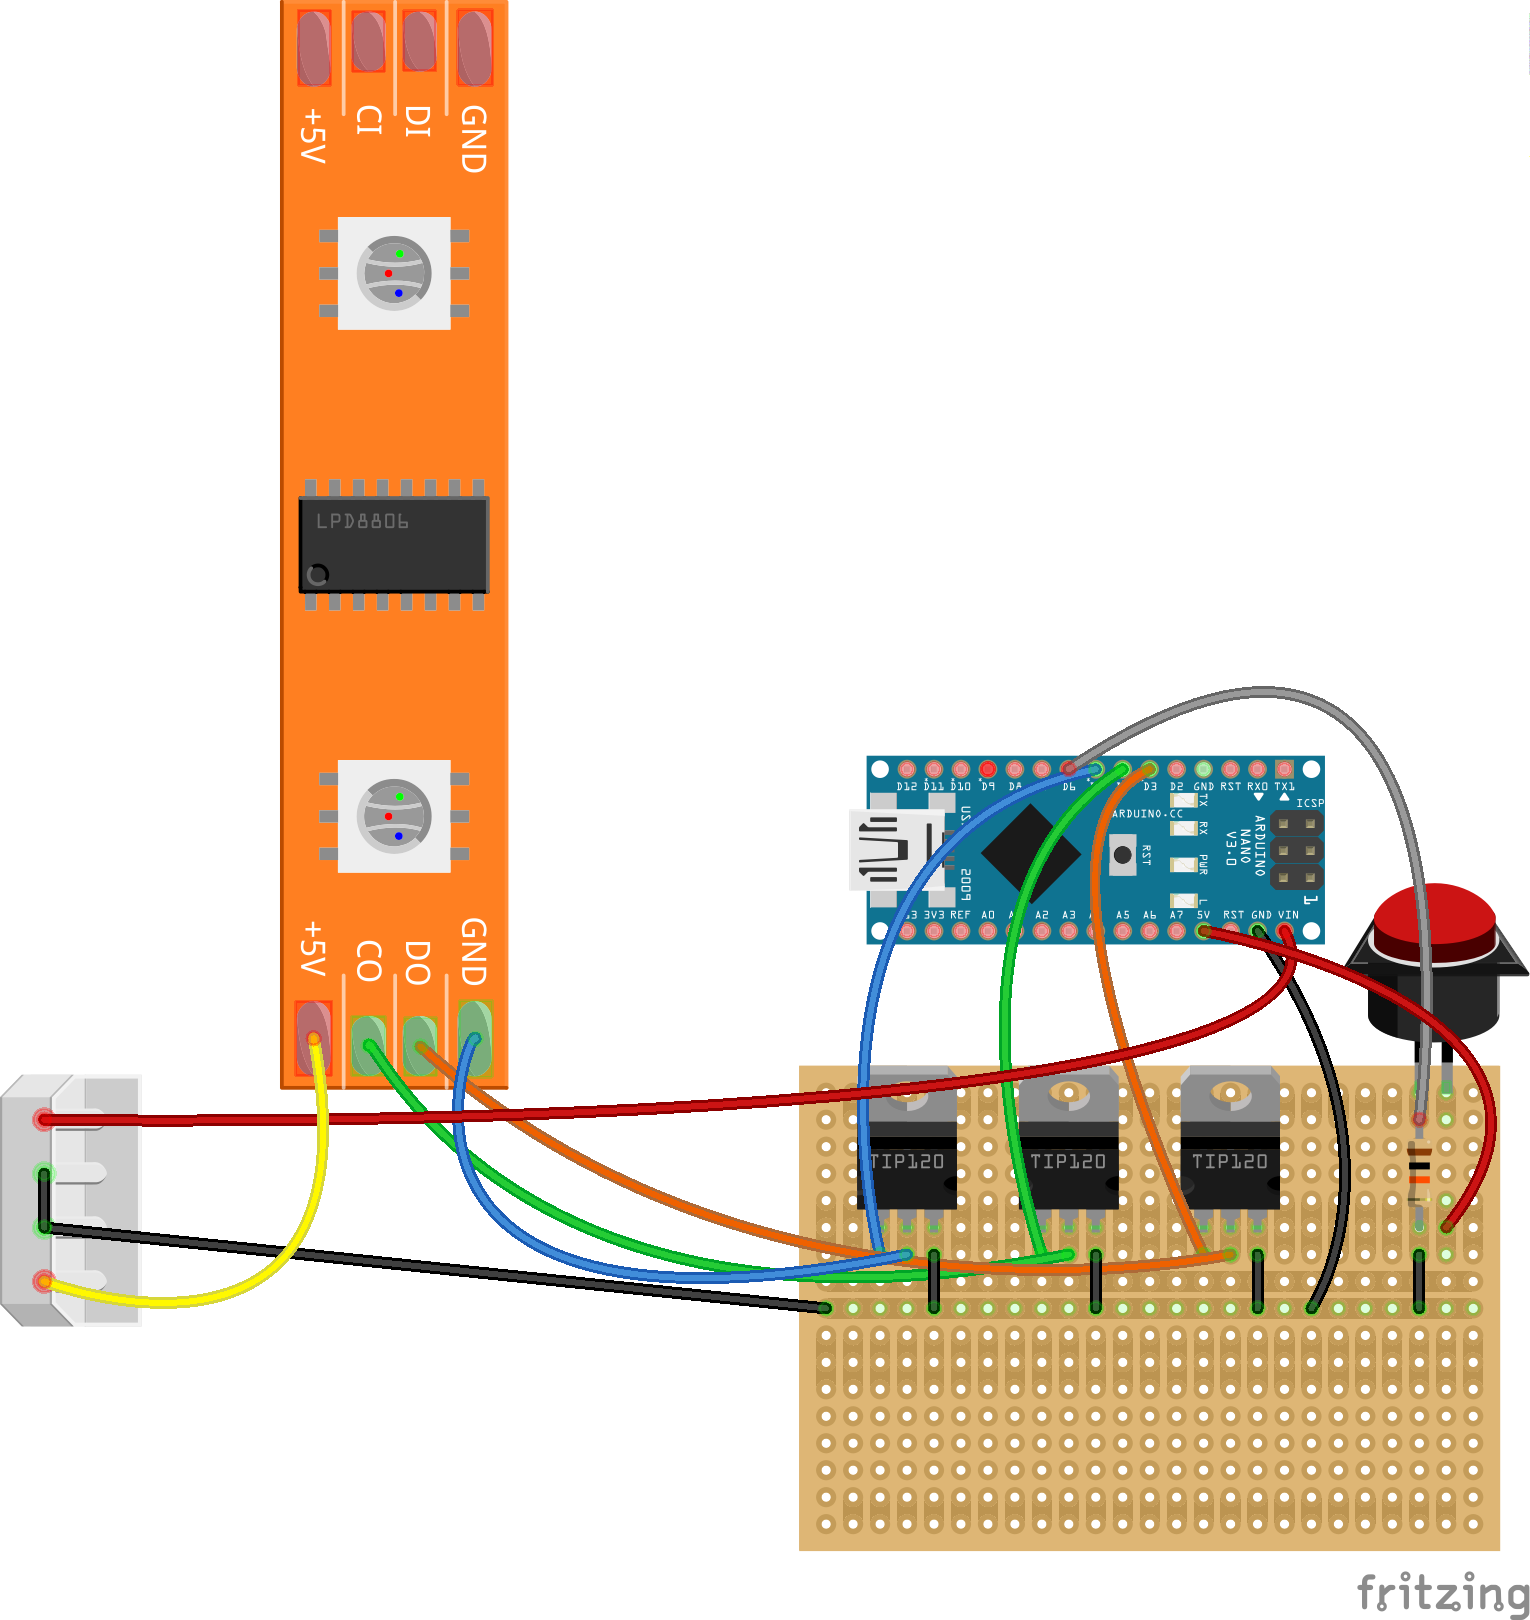 +5V
CI
DI
GND
LPD8806
+5V
CO
DO
GND
D12
D11
D10
D9
D8
D6
D3
D2
GND
RST
RX0
TX1
ICSP
ARDUINO.CC
TX
RX
PWR
L
RST
ARDUINO
NANO
V3.0
1
3V3
REF
A0
A2
A3
A5
A6
A7
5V
RST
GND
VIN
TIP120
TIP120
TIP120
fritzing